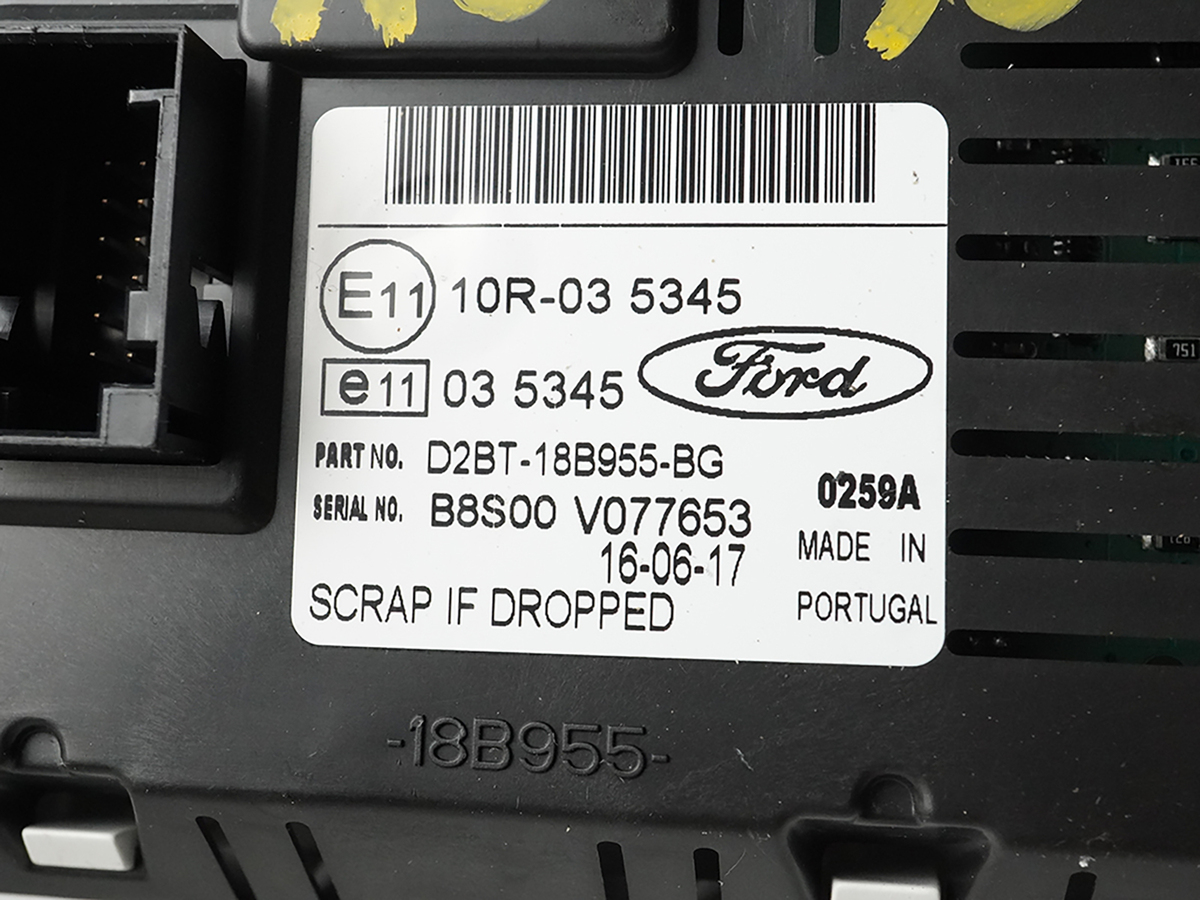 E11 10R-03 5345
e11 03 5345
Ford
PART NO. D2BT-18B955-BG
SERIAL NO. B8S00 V077653
0259A
16-06-17
MADE IN
PORTUGAL
SCRAP IF DROPPED
-18B955-
751